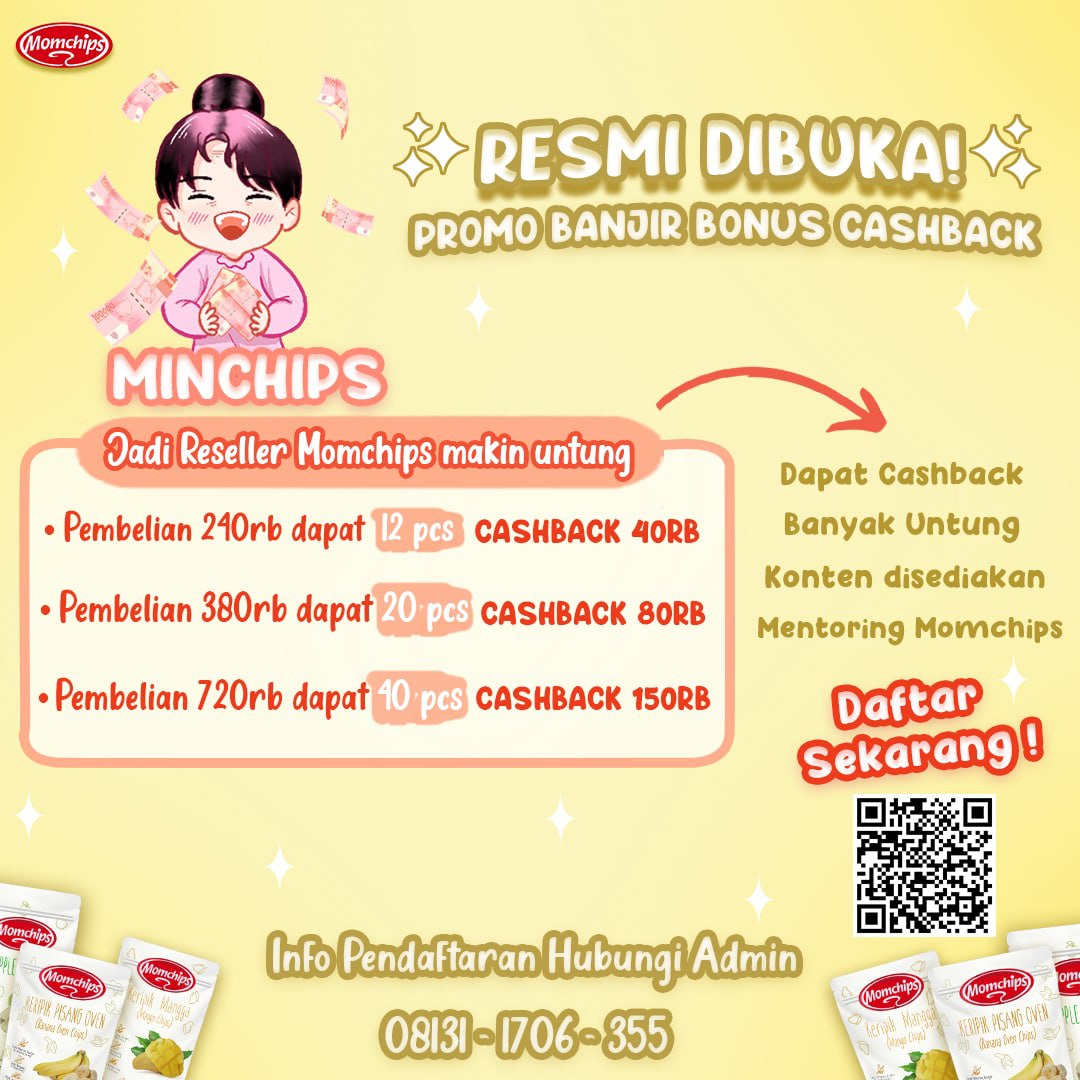 Momchips
RESMI DIBUKA!
PROMO BANJIR BONUS CASHBACK
MINCHIPS
Jadi Reseller Momchips makin untung
• Pembelian 240rb dapat 12 pcs CASHBACK 40RB
• Pembelian 380rb dapat 20 pcs CASHBACK 80RB
• Pembelian 720rb dapat 40 pcs CASHBACK 150RB
Dapat Cashback
Banyak Untung
Konten disediakan
Mentoring Momchips
Daftar
Sekarang !
Info Pendaftaran Hubungi Admin
08131 - 1706 - 355
Momchips
Momchips
KERIPIK PISANG OVEN
(Banana Oven Chips)
Momchips
Keripik Mangga
(Mango Chips)
Momchips
Keripik Mangga
(Mango Chips)
Momchips
KERIPIK PISANG OVEN
(Banana Oven Chips)